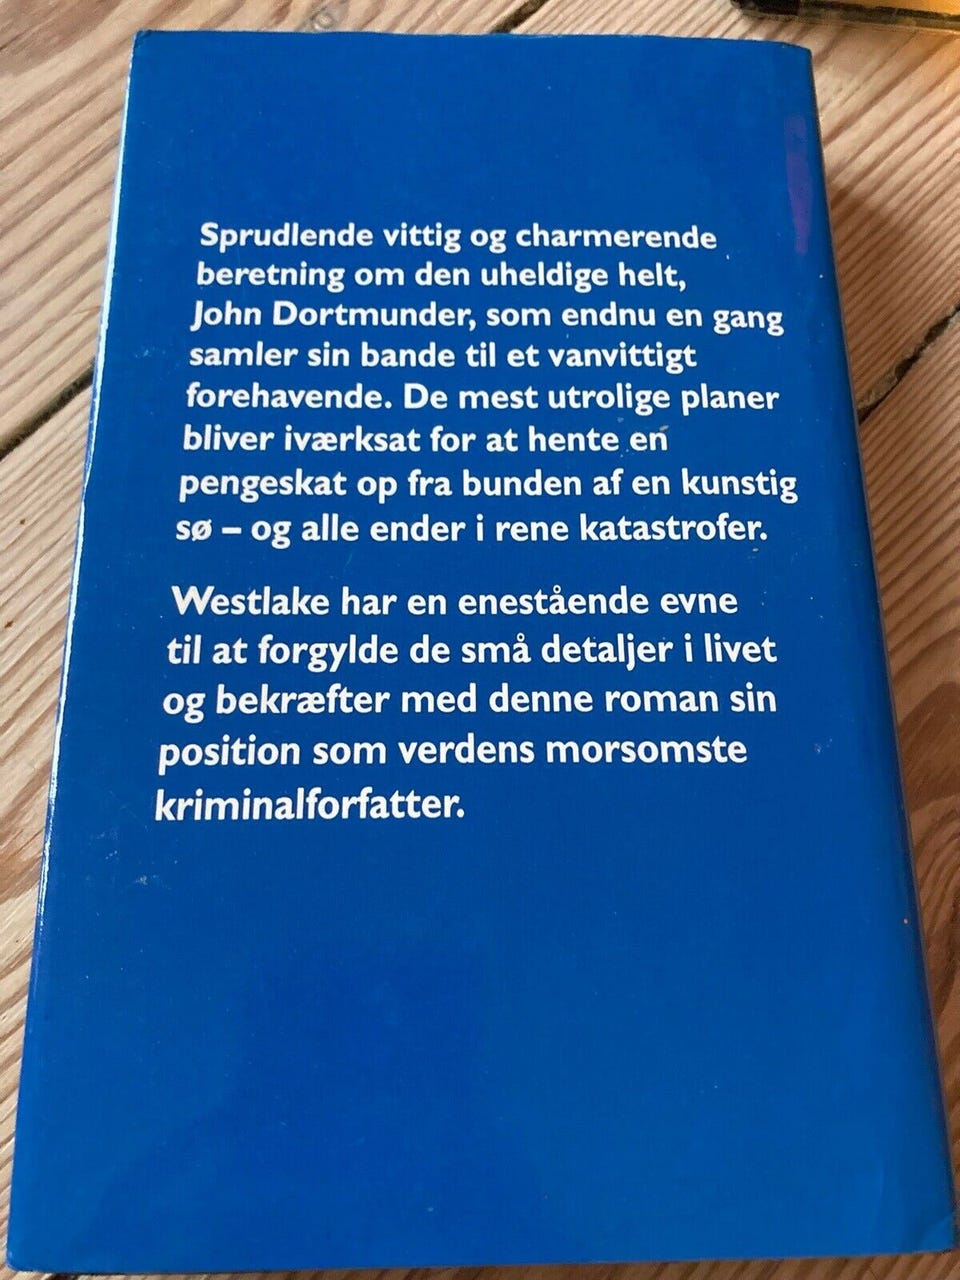 Sprudlende vittig og charmerende
beretning om den uheldige helt,
John Dortmunder, som endnu en gang
samler sin bande til et vanvittigt
forehavende. De mest utrolige planer
bliver iværksat for at hente en
pengeskat op fra bunden af en kunstig
sø – og alle ender i rene katastrofer.
Westlake har en enestående evne
til at forgylde de små detaljer i livet
og bekræfter med denne roman sin
position som verdens morsomste
kriminalforfatter.